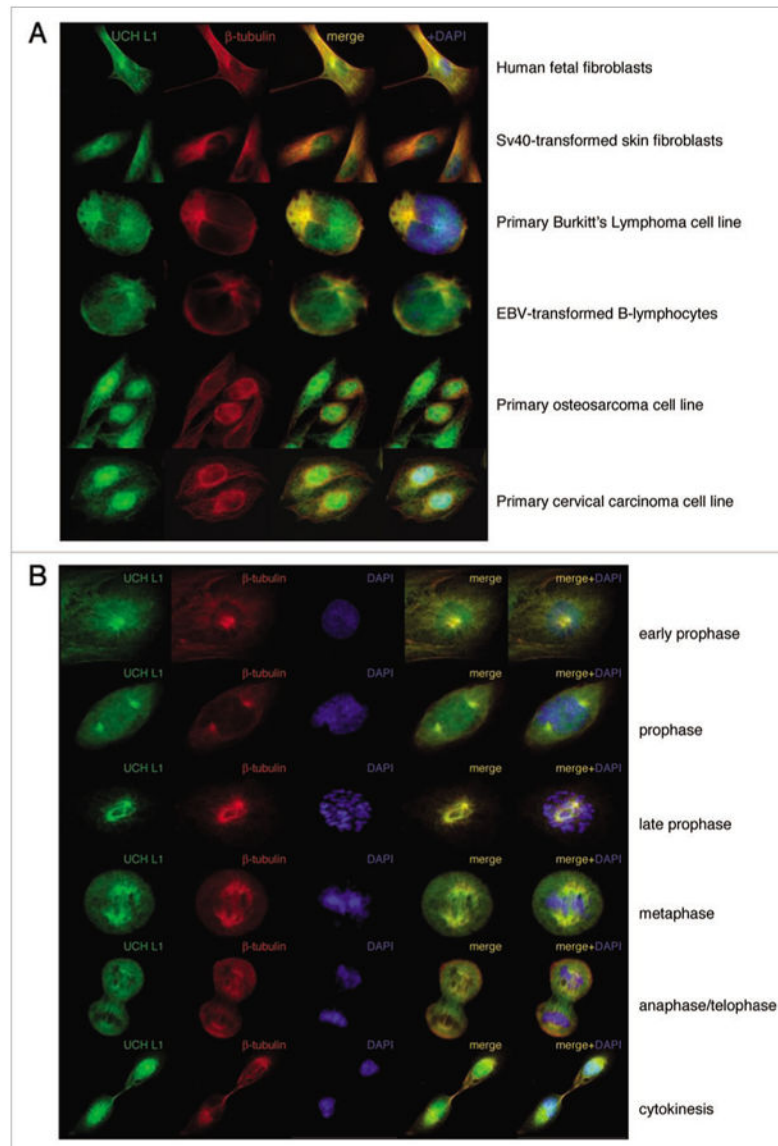 A
UCH L1 β-tubulin merge +DAPI
Human fetal fibroblasts
Sv40-transformed skin fibroblasts
Primary Burkitt's Lymphoma cell line
EBV-transformed B-lymphocytes
Primary osteosarcoma cell line
Primary cervical carcinoma cell line
B
UCH L1 β-tubulin DAPI merge merge+DAPI
early prophase
UCH L1 β-tubulin DAPI merge merge+DAPI
prophase
UCH L1 β-tubulin DAPI merge merge+DAPI
late prophase
UCH L1 β-tubulin DAPI merge merge+DAPI
metaphase
UCH L1 β-tubulin DAPI merge merge+DAPI
anaphase/telophase
UCH L1 β-tubulin DAPI merge merge+DAPI
cytokinesis